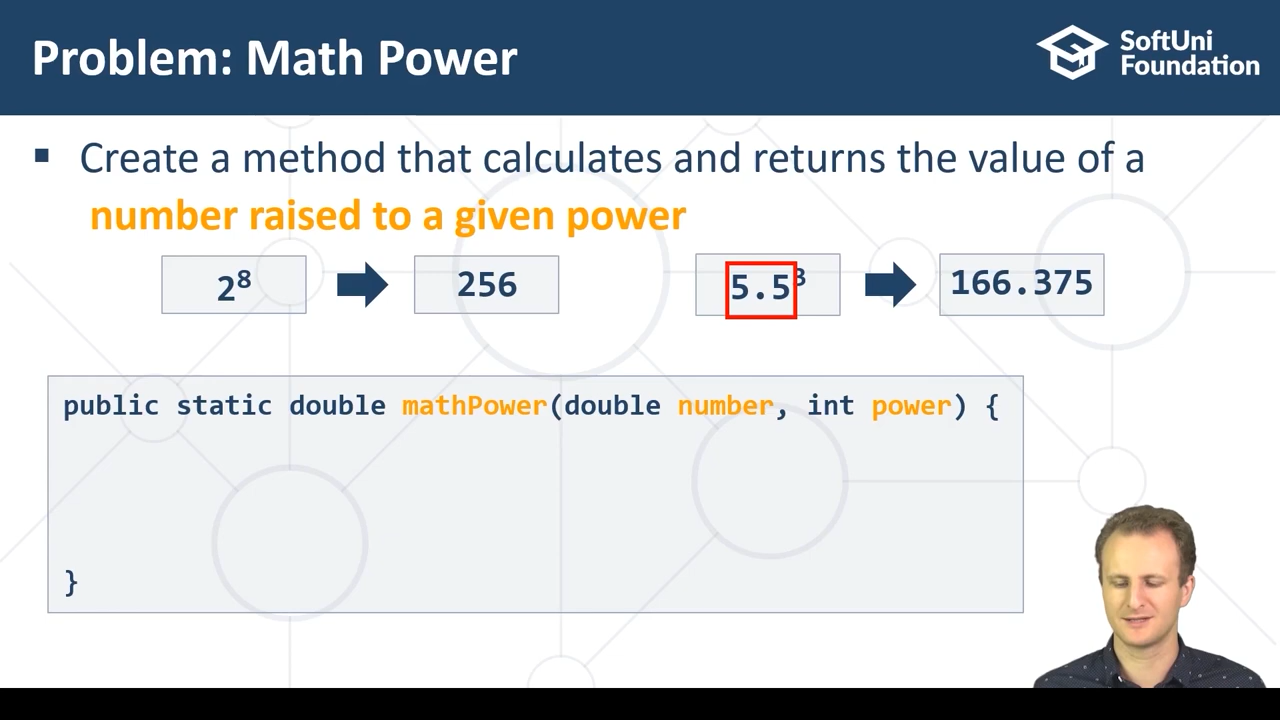 Problem: Math Power
SoftUni
Foundation
▪ Create a method that calculates and returns the value of a
number raised to a given power
2⁸ 256 5.5³ 166.375
public static double mathPower(double number, int power) {
}